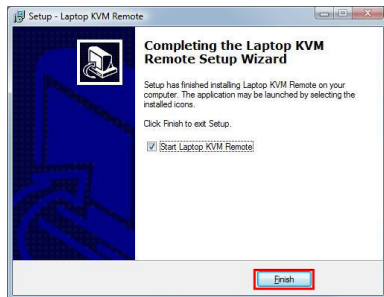 Setup - Laptop KVM Remote
Completing the Laptop KVM
Remote Setup Wizard
Setup has finished installing Laptop KVM Remote on your
computer. The application may be launched by selecting the
installed icons.
Click Finish to exit Setup.
Start Laptop KVM Remote
Finish